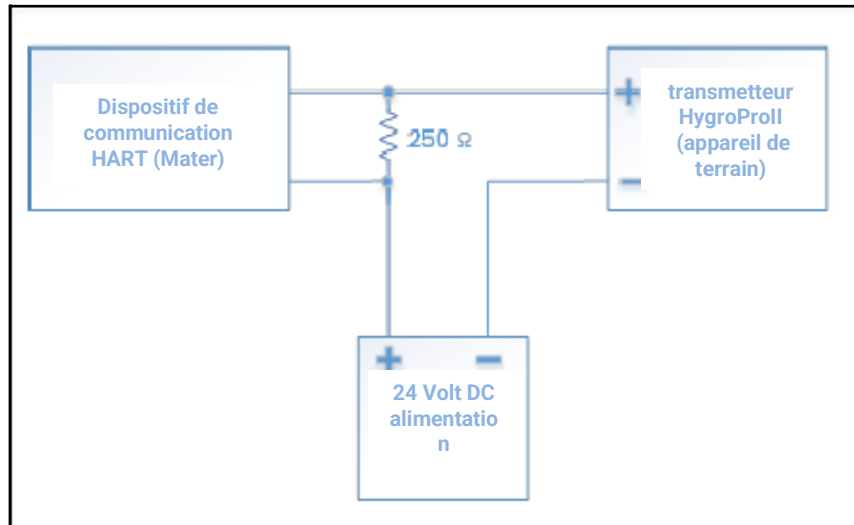 Dispositif de
communication
HART (Mater)
250 Ω
+
transmetteur
HygroProII
(appareil de
terrain)
−
+ −
24 Volt DC
alimentatio
n